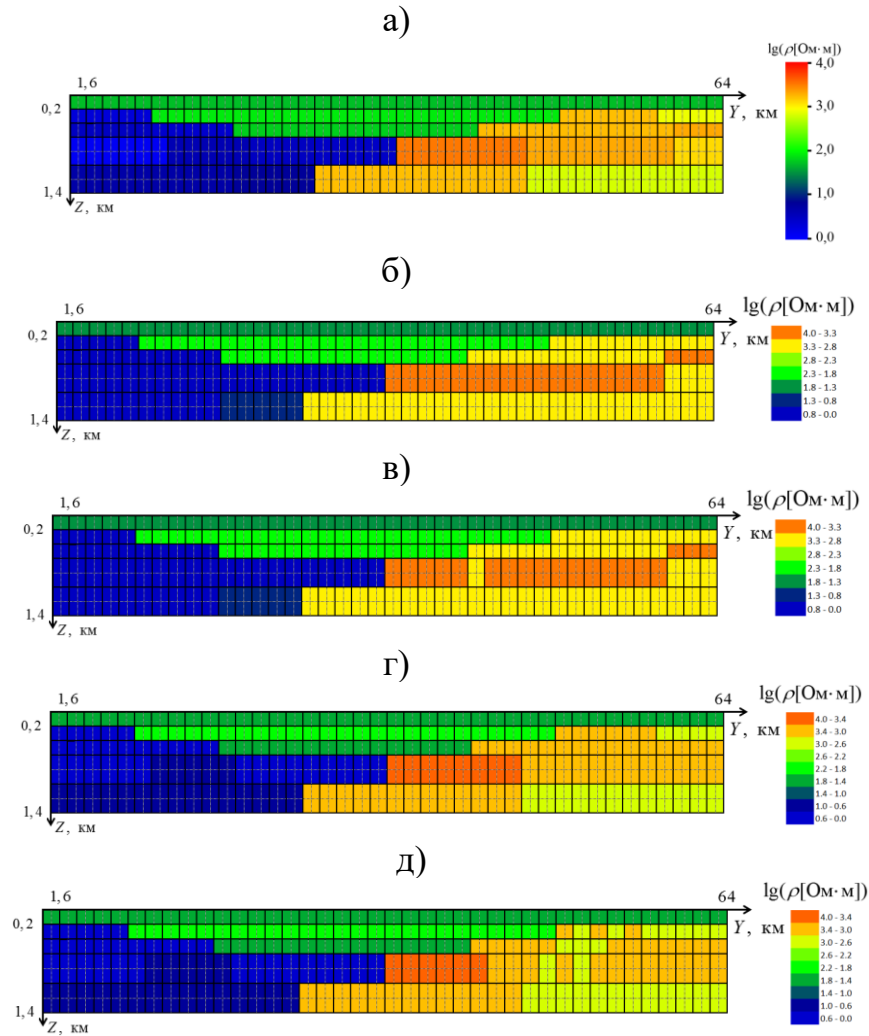 а)
lg(ρ[Ом·м])
1,6
64
4,0
0,2
Y, км
3,0
2,0
1,4
1,0
Z, км
0,0
б)
1,6
64
lg(ρ[Ом·м])
0,2
Y, км
4.0 - 3.3
3.3 - 2.8
2.8 - 2.3
2.3 - 1.8
1.8 - 1.3
1.3 - 0.8
0.8 - 0.0
1,4
Z, км
в)
1,6
64
lg(ρ[Ом·м])
0,2
Y, км
4.0 - 3.3
3.3 - 2.8
2.8 - 2.3
2.3 - 1.8
1.8 - 1.3
1.3 - 0.8
0.8 - 0.0
1,4
Z, км
г)
1,6
64
lg(ρ[Ом·м])
0,2
Y, км
4.0 - 3.4
3.4 - 3.0
3.0 - 2.6
2.6 - 2.2
2.2 - 1.8
1.8 - 1.4
1.4 - 1.0
1.0 - 0.6
0.6 - 0.0
1,4
Z, км
д)
1,6
64
lg(ρ[Ом·м])
0,2
Y, км
4.0 - 3.4
3.4 - 3.0
3.0 - 2.6
2.6 - 2.2
2.2 - 1.8
1.8 - 1.4
1.4 - 1.0
1.0 - 0.6
0.6 - 0.0
1,4
Z, км